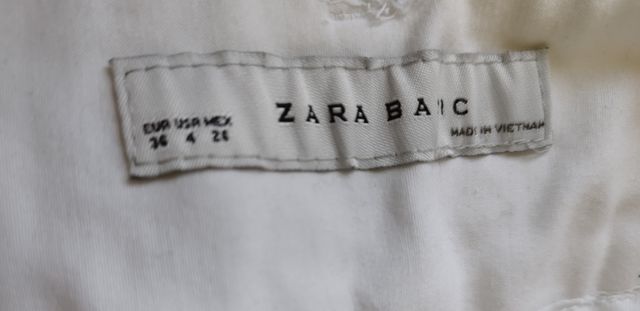 EUR USA MEX
36 4 26
ZARA BASIC
MADE IN VIETNAM